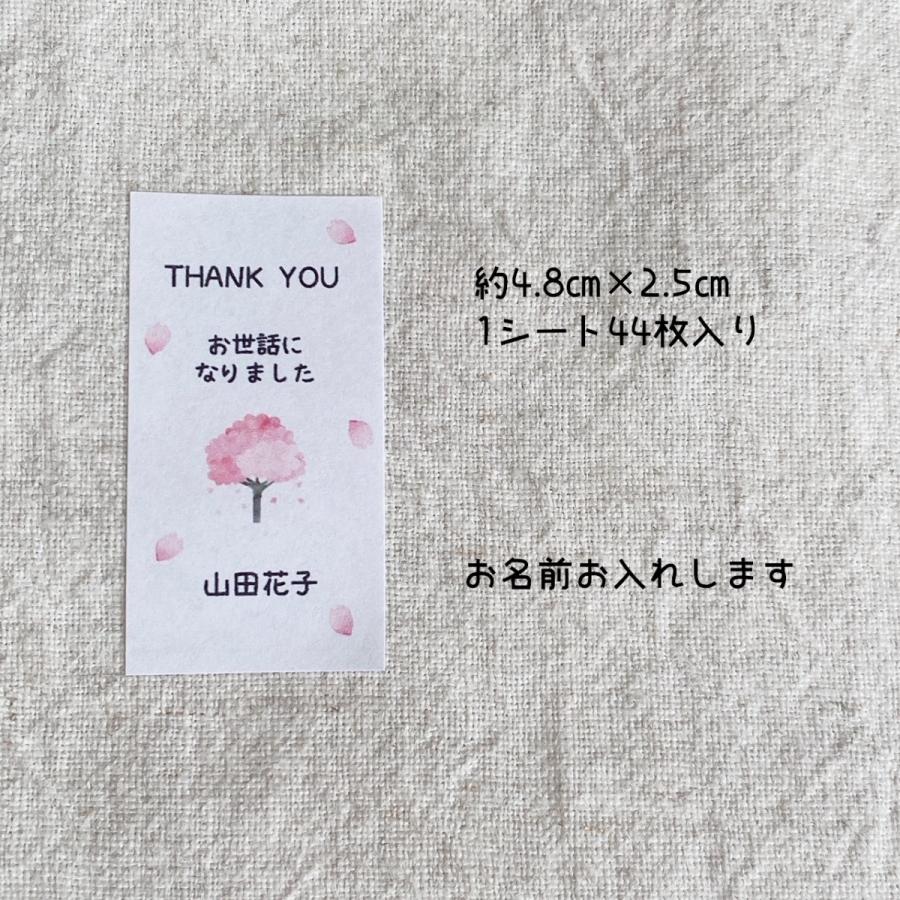 THANK YOU
お世話に
なりました
山田花子
約4.8㎝×2.5㎝
1シート44枚入り
お名前お入れします